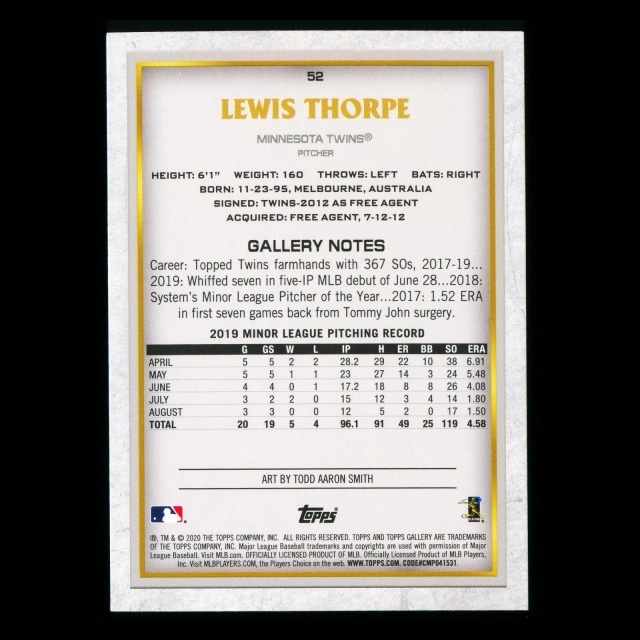 52
LEWIS THORPE
MINNESOTA TWINS®
PITCHER
HEIGHT: 6'1" WEIGHT: 160 THROWS: LEFT BATS: RIGHT
BORN: 11-23-95, MELBOURNE, AUSTRALIA
SIGNED: TWINS-2012 AS FREE AGENT
ACQUIRED: FREE AGENT, 7-12-12
GALLERY NOTES
Career: Topped Twins farmhands with 367 SOs, 2017-19...
2019: Whiffed seven in five-IP MLB debut of June 28...2018:
System's Minor League Pitcher of the Year...2017: 1.52 ERA
in first seven games back from Tommy John surgery.
2019 MINOR LEAGUE PITCHING RECORD
G GS W L IP H ER BB SO ERA
APRIL 5 5 2 2 28.2 29 22 10 38 6.91
MAY 5 5 1 1 23 27 14 3 24 5.48
JUNE 4 4 0 1 17.2 18 8 8 26 4.08
JULY 3 2 2 0 15 12 3 4 14 1.80
AUGUST 3 3 0 0 12 5 2 0 17 1.50
TOTAL 20 19 5 4 96.1 91 49 25 119 4.58
ART BY TODD AARON SMITH
topps
®, TM & © 2020 THE TOPPS COMPANY, INC. ALL RIGHTS RESERVED. TOPPS AND TOPPS GALLERY ARE TRADEMARKS
OF THE TOPPS COMPANY, INC. Major League Baseball trademarks and copyrights are used with permission of Major
League Baseball. Visit MLB.com. OFFICIALLY LICENSED PRODUCT OF MLB. Officially Licensed Product of MLB Players,
Inc. Visit MLBPLAYERS.com, the Players Choice on the web. WWW.TOPPS.COM. CODE#CMP041531.